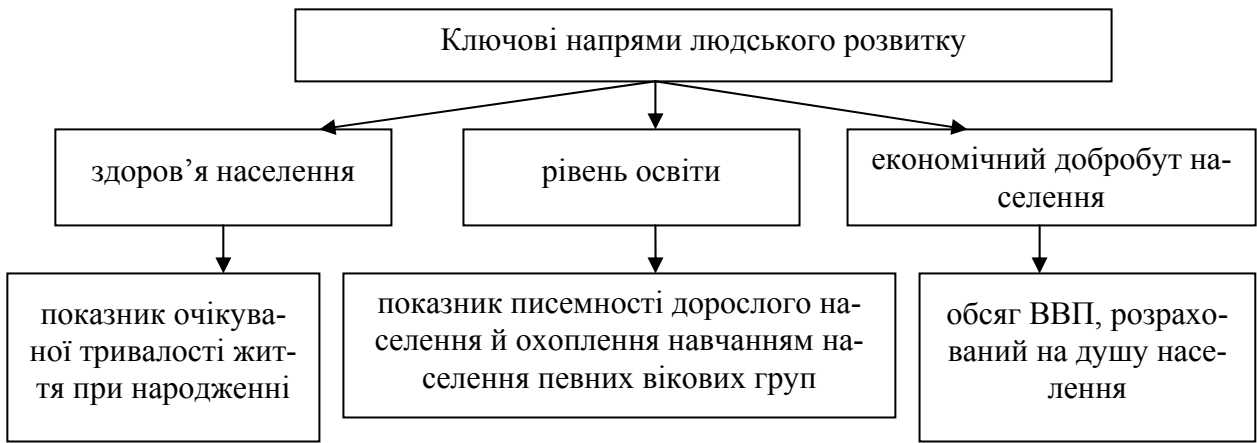 Ключові напрями людського розвитку
здоров’я населення
рівень освіти
економічний добробут на-
селення
показник очікува-
ної тривалості жит-
тя при народженні
показник писемності дорослого на-
селення й охоплення навчанням на-
селення певних вікових груп
обсяг ВВП, розрахо-
ваний на душу насе-
лення